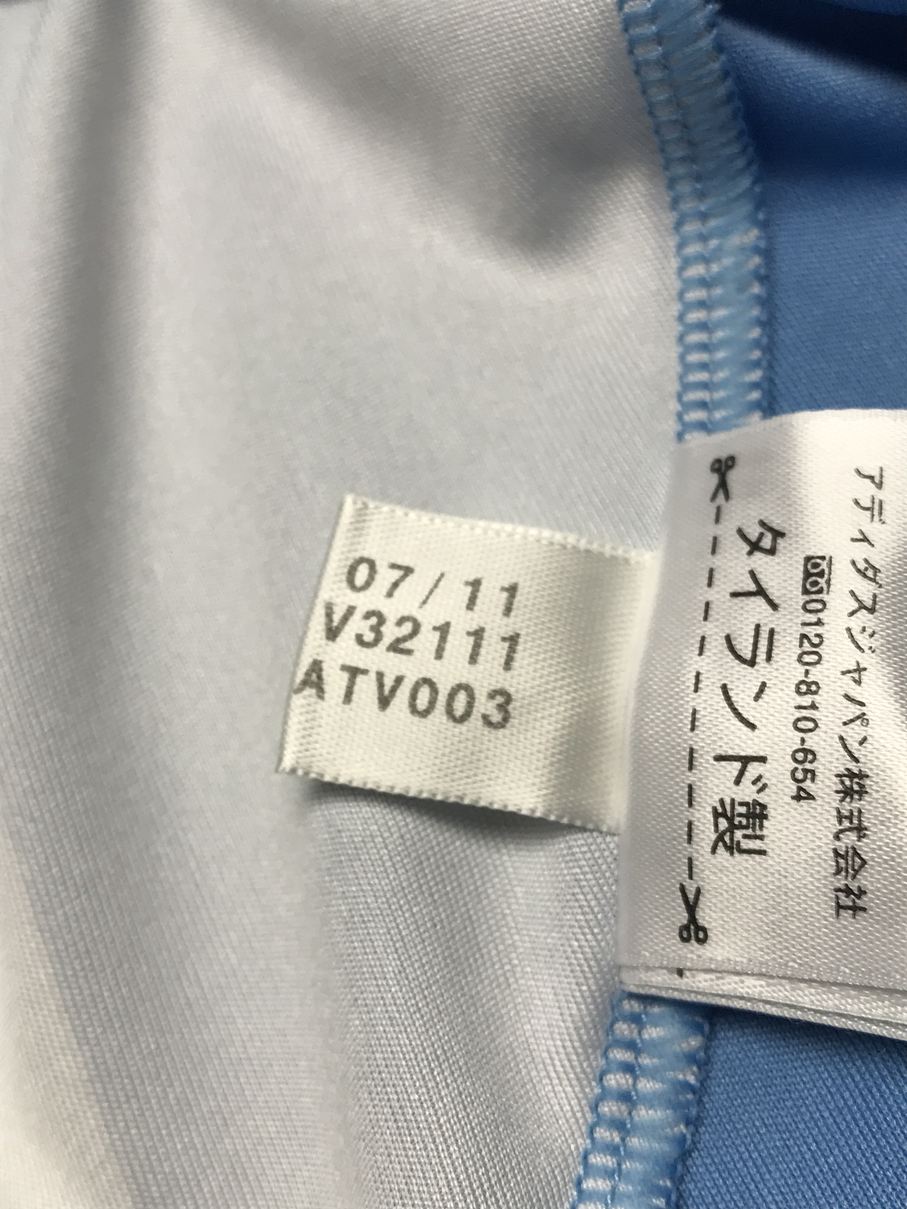 07/11
V32111
ATV003
アディダスジャパン株式会社
0120-810-654
タイランド製